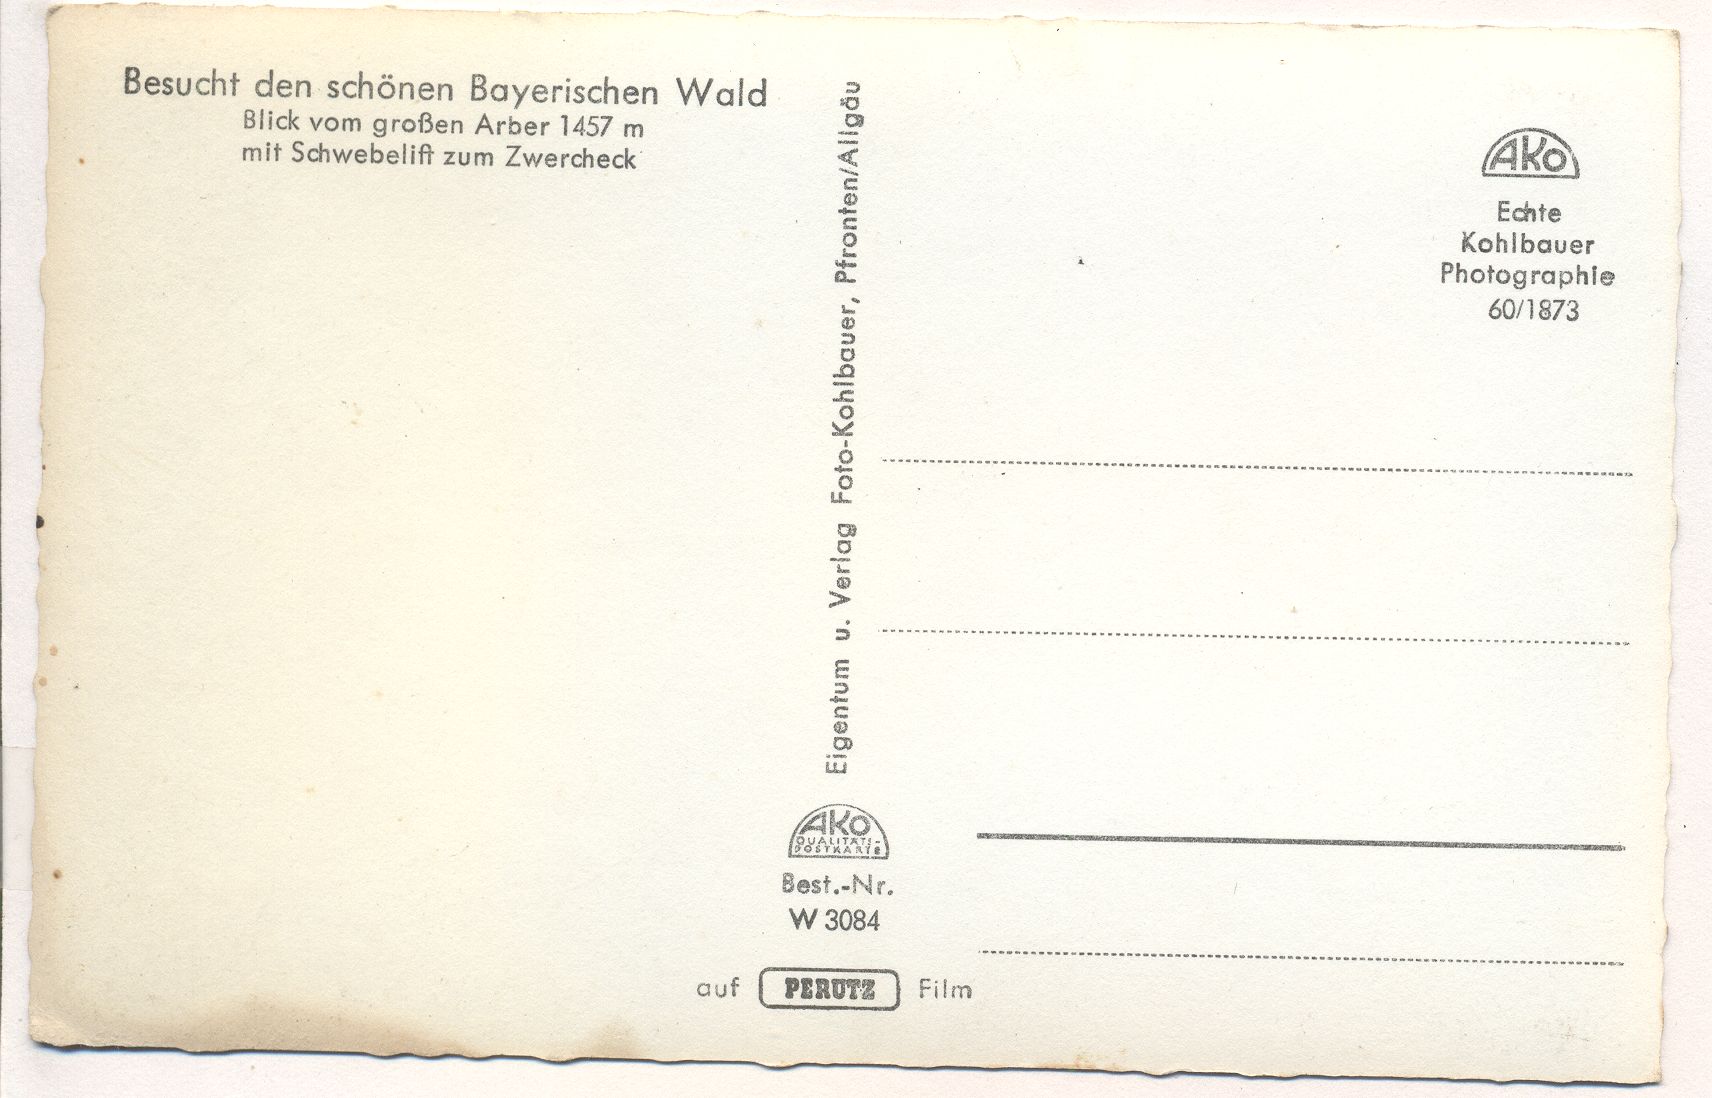 Besucht den schönen Bayerischen Wald
Blick vom großen Arber 1457 m
mit Schwebelift zum Zwercheck
Eigentum u. Verlag Foto-Kohlbauer, Pfronten/Allgäu
AKO
Echte
Kohlbauer
Photographie
60/1873
AKO
QUALITÄTS-
POSTKARTE
Best.-Nr.
W 3084
auf PERUTZ Film